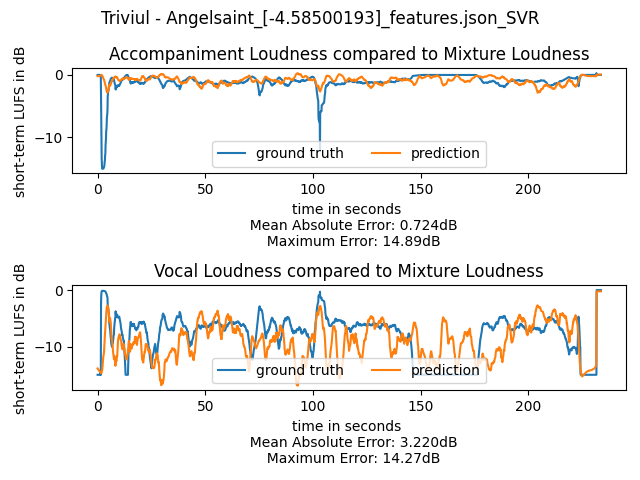 Triviul - Angelsaint_[-4.58500193]_features.json_SVR
Accompaniment Loudness compared to Mixture Loudness
short-term LUFS in dB
0
−10
ground truth
prediction
0
50
100
150
200
time in seconds
Mean Absolute Error: 0.724dB
Maximum Error: 14.89dB
Vocal Loudness compared to Mixture Loudness
short-term LUFS in dB
0
−10
ground truth
prediction
0
50
100
150
200
time in seconds
Mean Absolute Error: 3.220dB
Maximum Error: 14.27dB